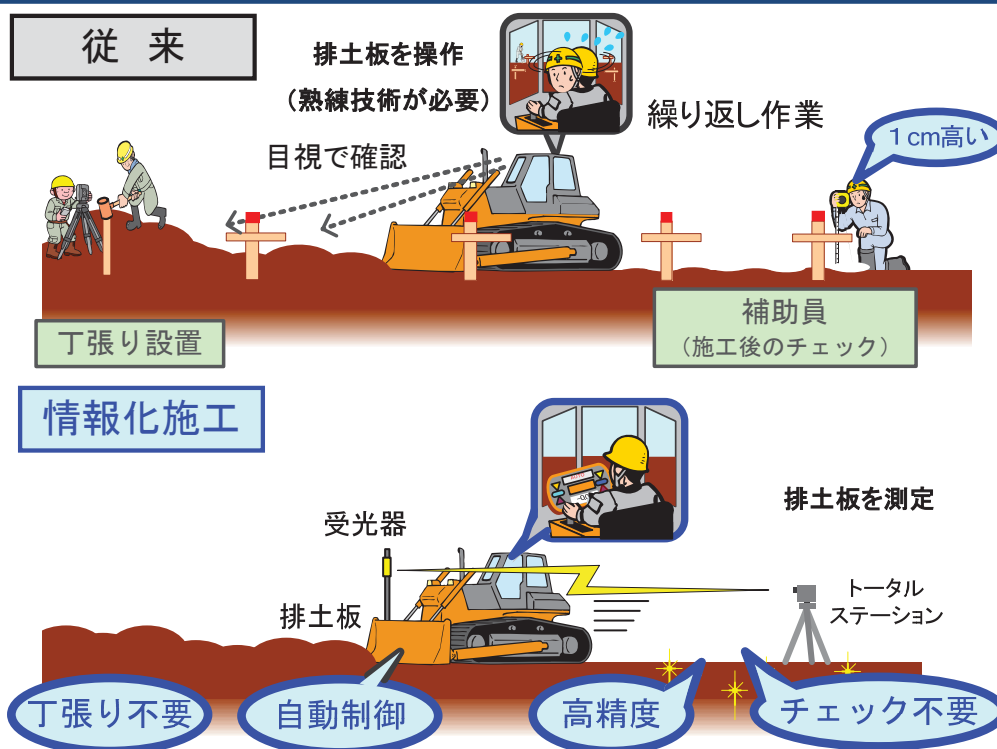 従 来
排土板を操作
（熟練技術が必要）
繰り返し作業
1cm高い
目視で確認
丁張り設置
補助員
（施工後のチェック）
情報化施工
排土板を測定
受光器
排土板
トータル
ステーション
丁張り不要
自動制御
高精度
チェック不要